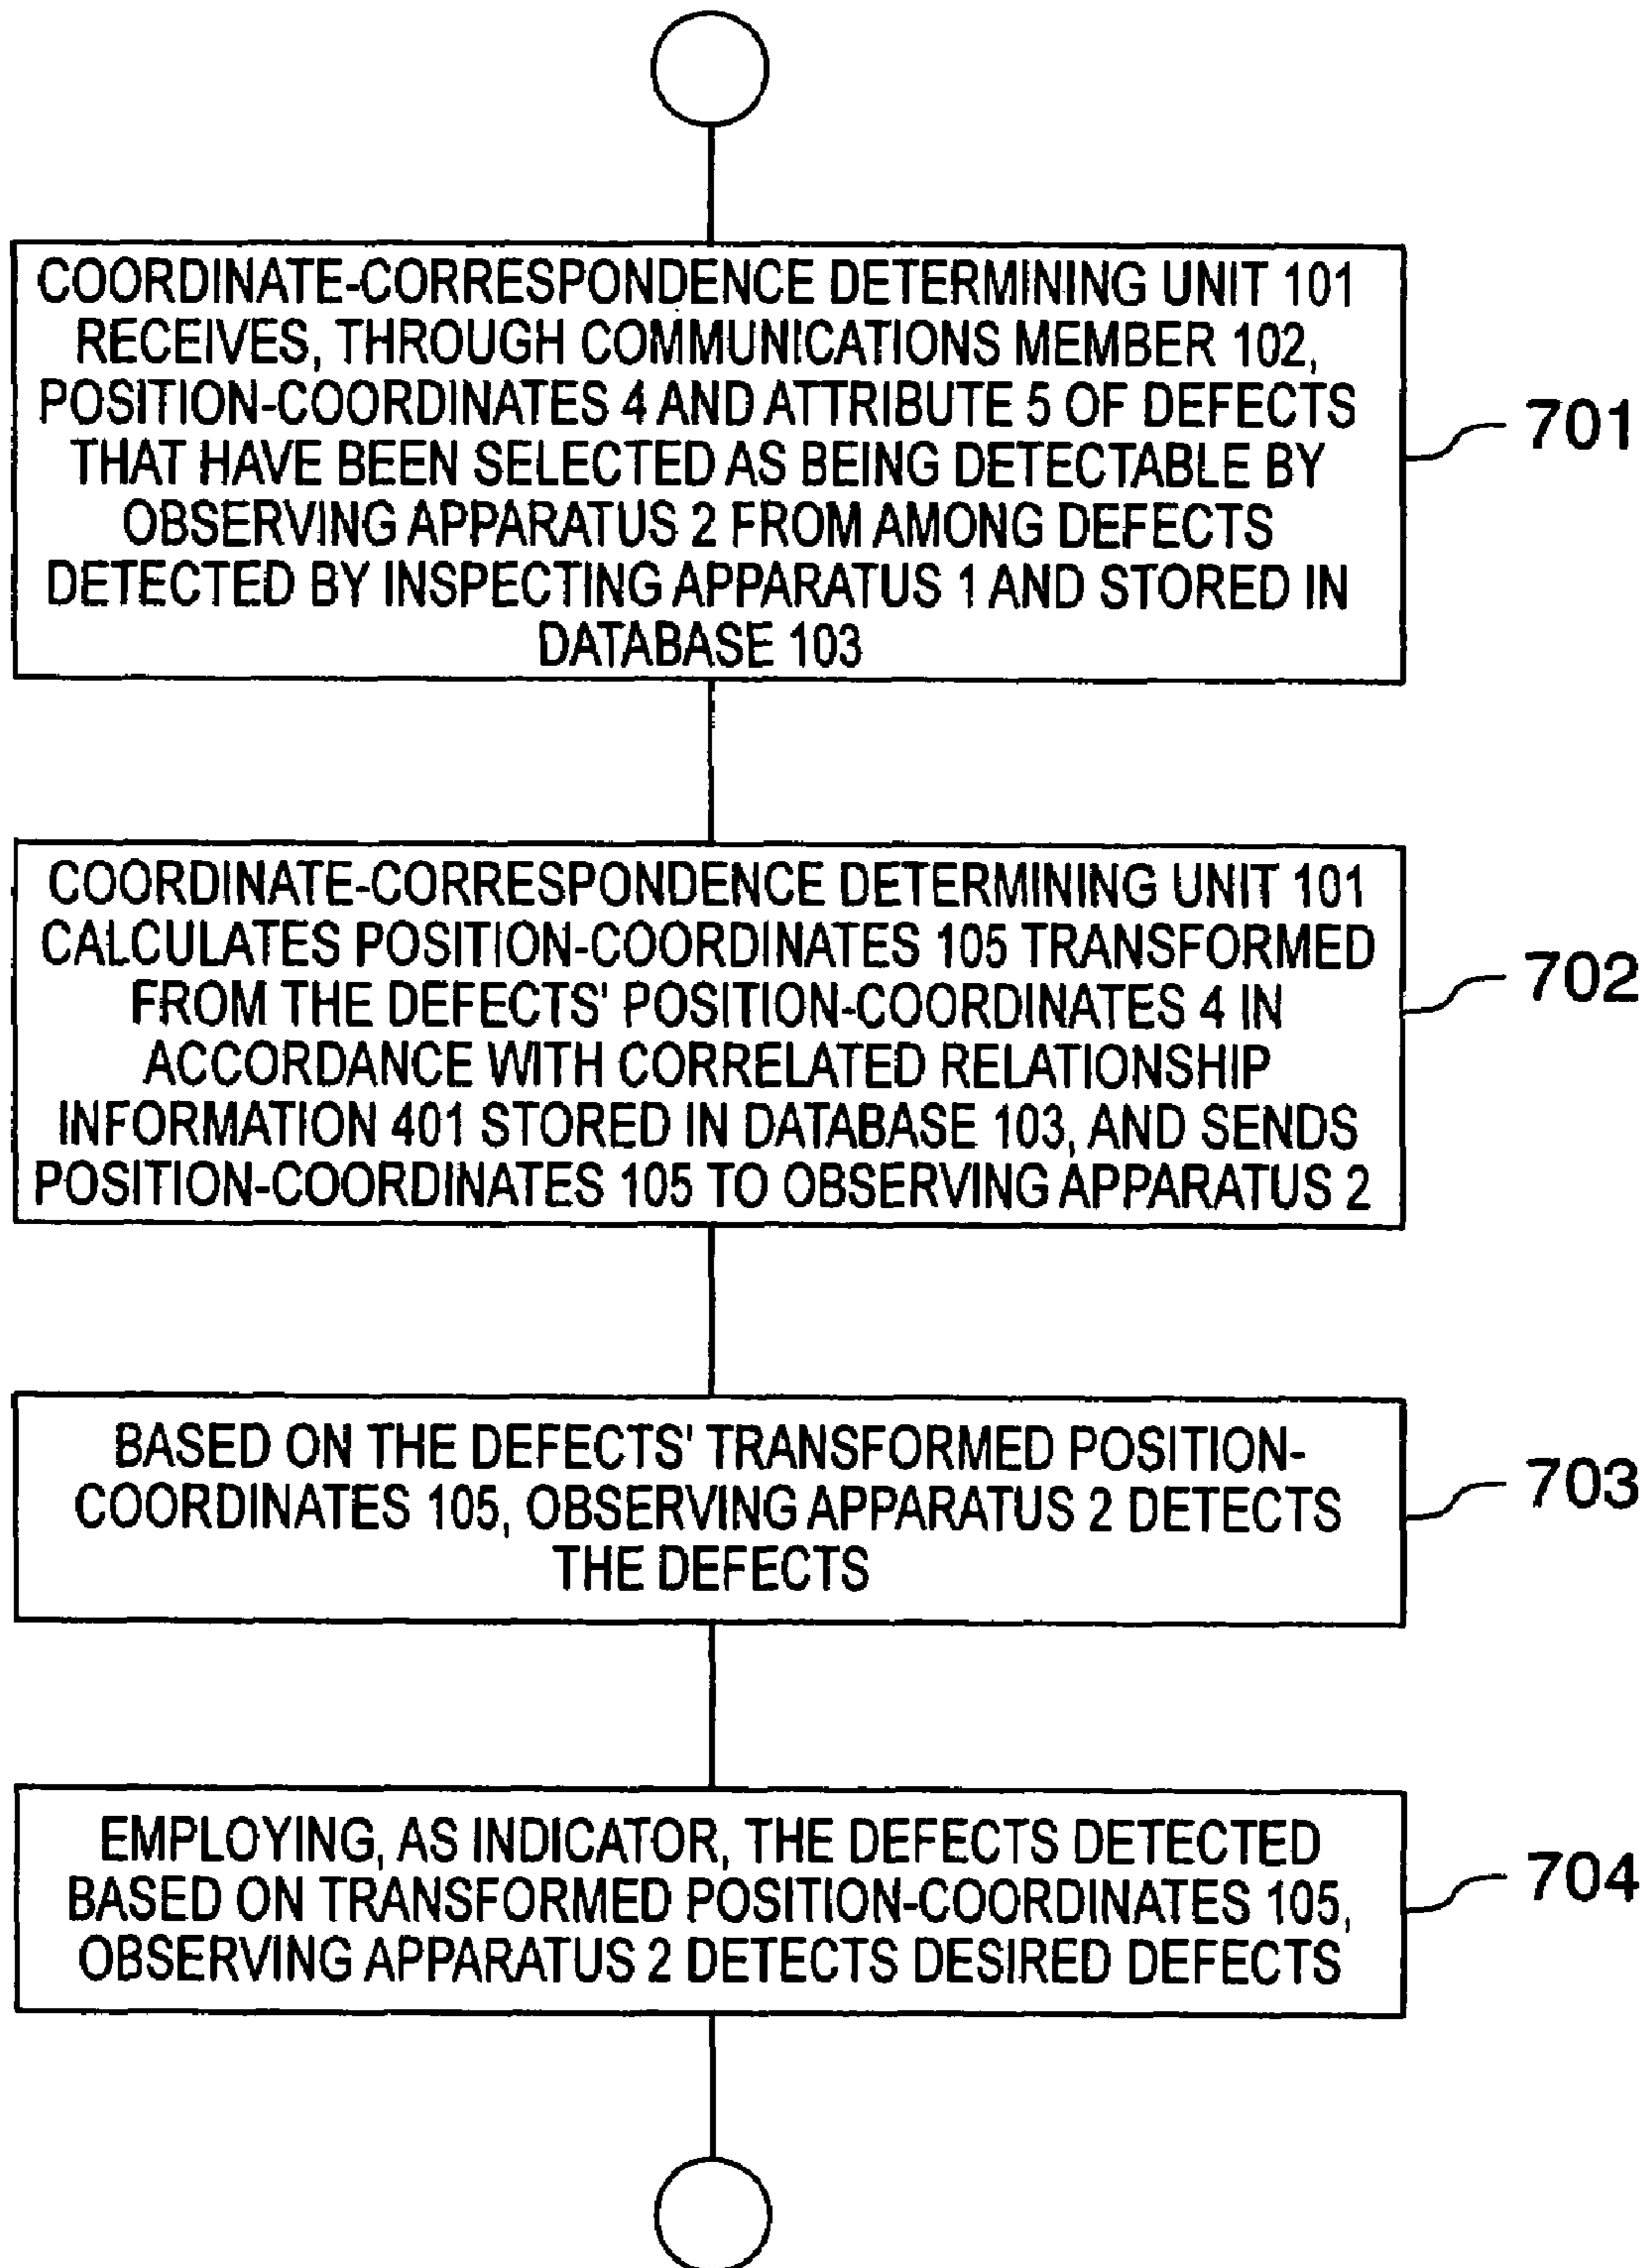 COORDINATE-CORRESPONDENCE DETERMINING UNIT 101
RECEIVES, THROUGH COMMUNICATIONS MEMBER 102,
POSITION-COORDINATES 4 AND ATTRIBUTE 5 OF DEFECTS
THAT HAVE BEEN SELECTED AS BEING DETECTABLE BY
OBSERVING APPARATUS 2 FROM AMONG DEFECTS
DETECTED BY INSPECTING APPARATUS 1 AND STORED IN
DATABASE 103
701
COORDINATE-CORRESPONDENCE DETERMINING UNIT 101
CALCULATES POSITION-COORDINATES 105 TRANSFORMED
FROM THE DEFECTS' POSITION-COORDINATES 4 IN
ACCORDANCE WITH CORRELATED RELATIONSHIP
INFORMATION 401 STORED IN DATABASE 103, AND SENDS
POSITION-COORDINATES 105 TO OBSERVING APPARATUS 2
702
BASED ON THE DEFECTS' TRANSFORMED POSITION-
COORDINATES 105, OBSERVING APPARATUS 2 DETECTS
THE DEFECTS
703
EMPLOYING, AS INDICATOR, THE DEFECTS DETECTED
BASED ON TRANSFORMED POSITION-COORDINATES 105,
OBSERVING APPARATUS 2 DETECTS DESIRED DEFECTS
704